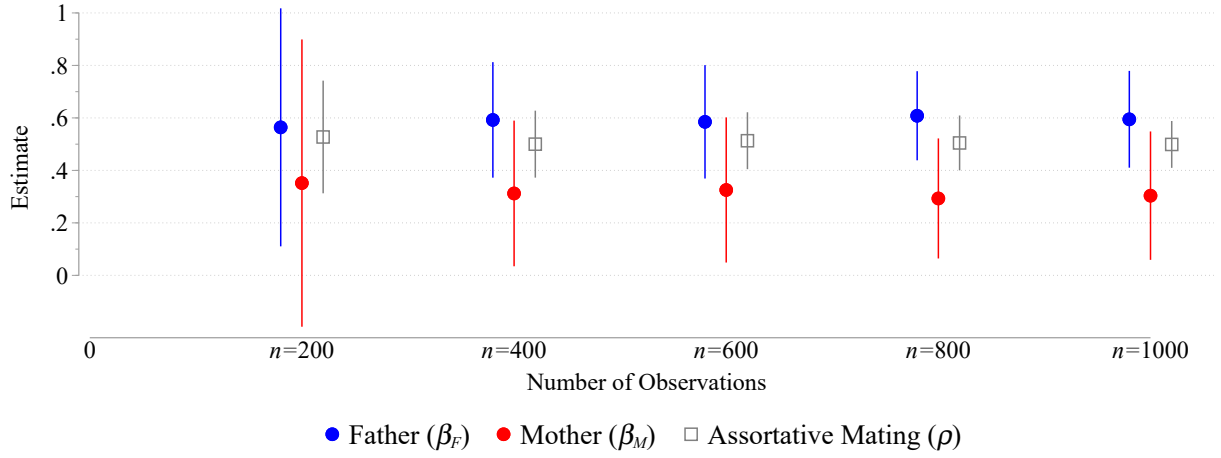 1
.8
.6
.4
.2
0
Estimate
0 n=200 n=400 n=600 n=800 n=1000
Number of Observations
Father (βF) Mother (βM) Assortative Mating (ρ)